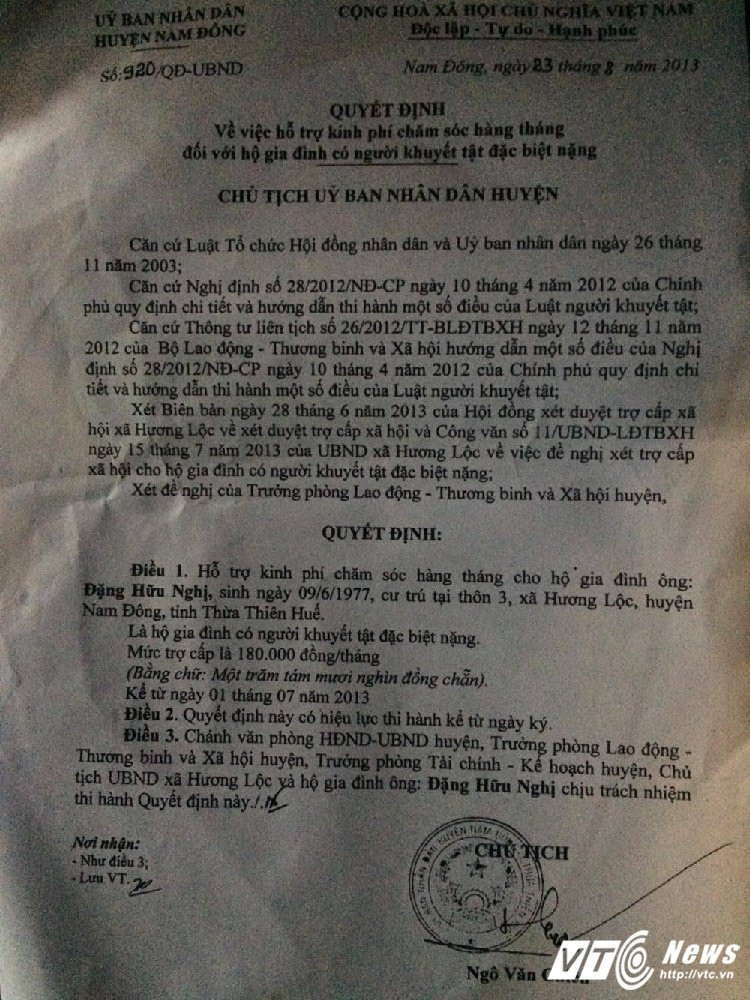 UỶ BAN NHÂN DÂN
HUYỆN NAM ĐÔNG
Số: 920/QĐ-UBND
CỘNG HOÀ XÃ HỘI CHỦ NGHĨA VIỆT NAM
Độc lập - Tự do - Hạnh phúc
Nam Đông, ngày 23 tháng 8 năm 2013
QUYẾT ĐỊNH
Về việc hỗ trợ kinh phí chăm sóc hàng tháng
đối với hộ gia đình có người khuyết tật đặc biệt nặng
CHỦ TỊCH UỶ BAN NHÂN DÂN HUYỆN
Căn cứ Luật Tổ chức Hội đồng nhân dân và Uỷ ban nhân dân ngày 26 tháng
11 năm 2003;
Căn cứ Nghị định số 28/2012/NĐ-CP ngày 10 tháng 4 năm 2012 của Chính
phủ quy định chi tiết và hướng dẫn thi hành một số điều của Luật người khuyết tật;
Căn cứ Thông tư liên tịch số 26/2012/TT-BLĐTBXH ngày 12 tháng 11 năm
2012 của Bộ Lao động - Thương binh và Xã hội hướng dẫn một số điều của Nghị
định số 28/2012/NĐ-CP ngày 10 tháng 4 năm 2012 của Chính phủ quy định chi
tiết và hướng dẫn thi hành một số điều của Luật người khuyết tật;
Xét Biên bản ngày 28 tháng 6 năm 2013 của Hội đồng xét duyệt trợ cấp xã
hội xã Hương Lộc về xét duyệt trợ cấp xã hội và Công văn số 11/UBND-LĐTBXH
ngày 15 tháng 7 năm 2013 của UBND xã Hương Lộc về việc đề nghị xét trợ cấp
xã hội cho hộ gia đình có người khuyết tật đặc biệt nặng;
Xét đề nghị của Trưởng phòng Lao động - Thương binh và Xã hội huyện,
QUYẾT ĐỊNH:
Điều 1. Hỗ trợ kinh phí chăm sóc hàng tháng cho hộ gia đình ông:
Đặng Hữu Nghị, sinh ngày 09/6/1977, cư trú tại thôn 3, xã Hương Lộc, huyện
Nam Đông, tỉnh Thừa Thiên Huế.
Là hộ gia đình có người khuyết tật đặc biệt nặng.
Mức trợ cấp là 180.000 đồng/tháng
(Bằng chữ: Một trăm tám mươi nghìn đồng chẵn).
Kể từ ngày 01 tháng 07 năm 2013
Điều 2. Quyết định này có hiệu lực thi hành kể từ ngày ký.
Điều 3. Chánh văn phòng HĐND-UBND huyện, Trưởng phòng Lao động -
Thương binh và Xã hội huyện, Trưởng phòng Tài chính - Kế hoạch huyện, Chủ
tịch UBND xã Hương Lộc và hộ gia đình ông: Đặng Hữu Nghị chịu trách nhiệm
thi hành Quyết định này./.
Nơi nhận:
- Như điều 3;
- Lưu VT.
CHỦ TỊCH
Ngô Văn
VTC News
http://vtc.vn